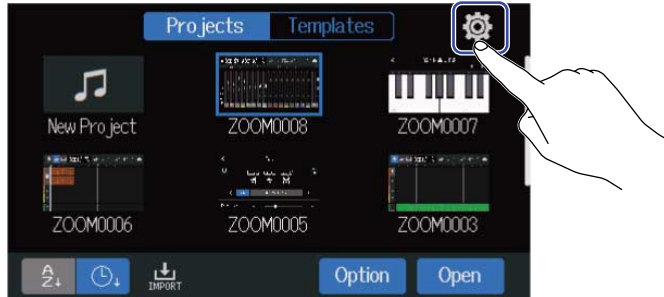 Projects Templates
New Project ZOOM0008 ZOOM0007
ZOOM0006 ZOOM0005 ZOOM0003
A Z↓ IMPORT Option Open